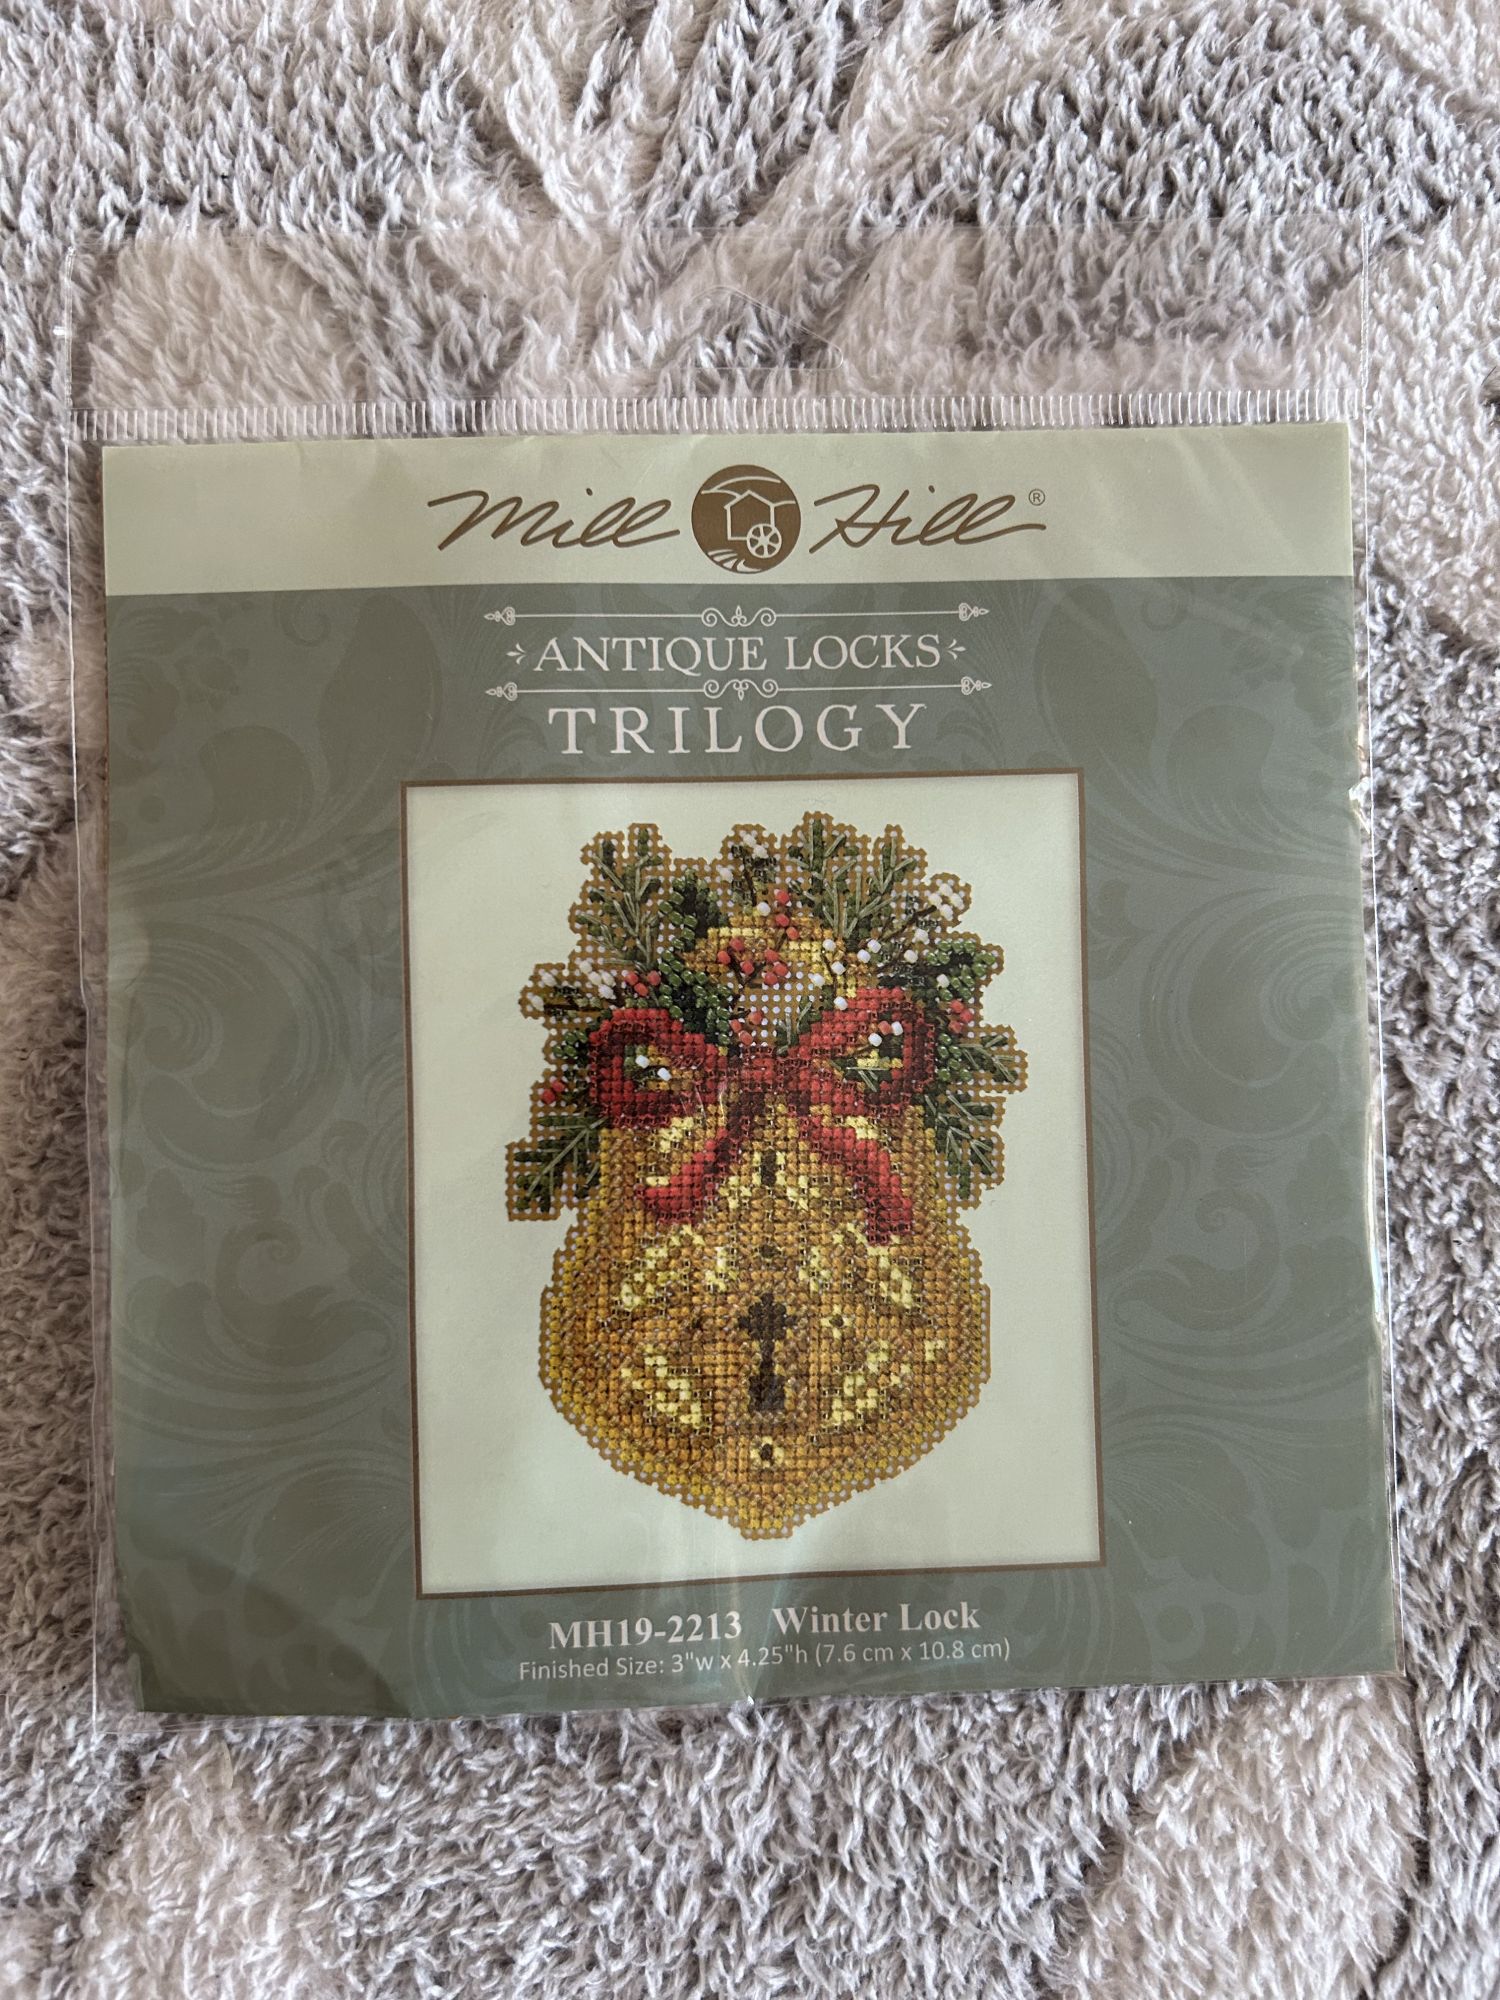 Mill Hill®
ANTIQUE LOCKS
TRILOGY
MH19-2213 Winter Lock
Finished Size: 3"w x 4.25"h (7.6 cm x 10.8 cm)